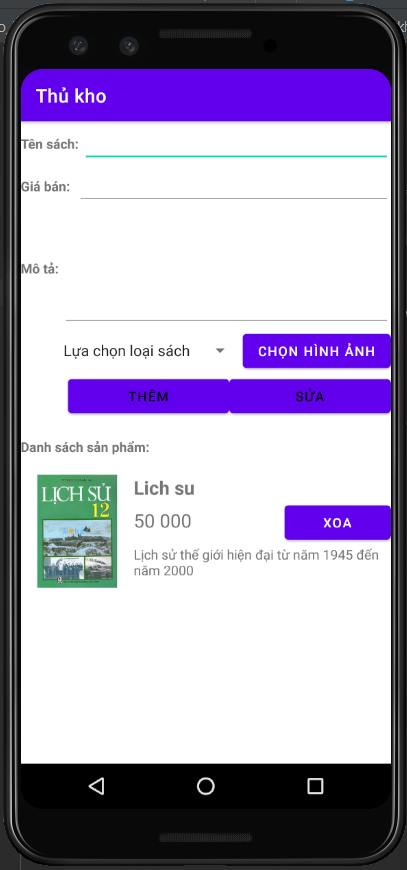 Thủ kho
Tên sách:
Giá bán:
Mô tả:
Lựa chọn loại sách
CHỌN HÌNH ẢNH
THÊM
SỬA
Danh sách sản phẩm:
LỊCH SỬ
12
Lich su
50 000
XOA
Lịch sử thế giới hiện đại từ năm 1945 đến
năm 2000